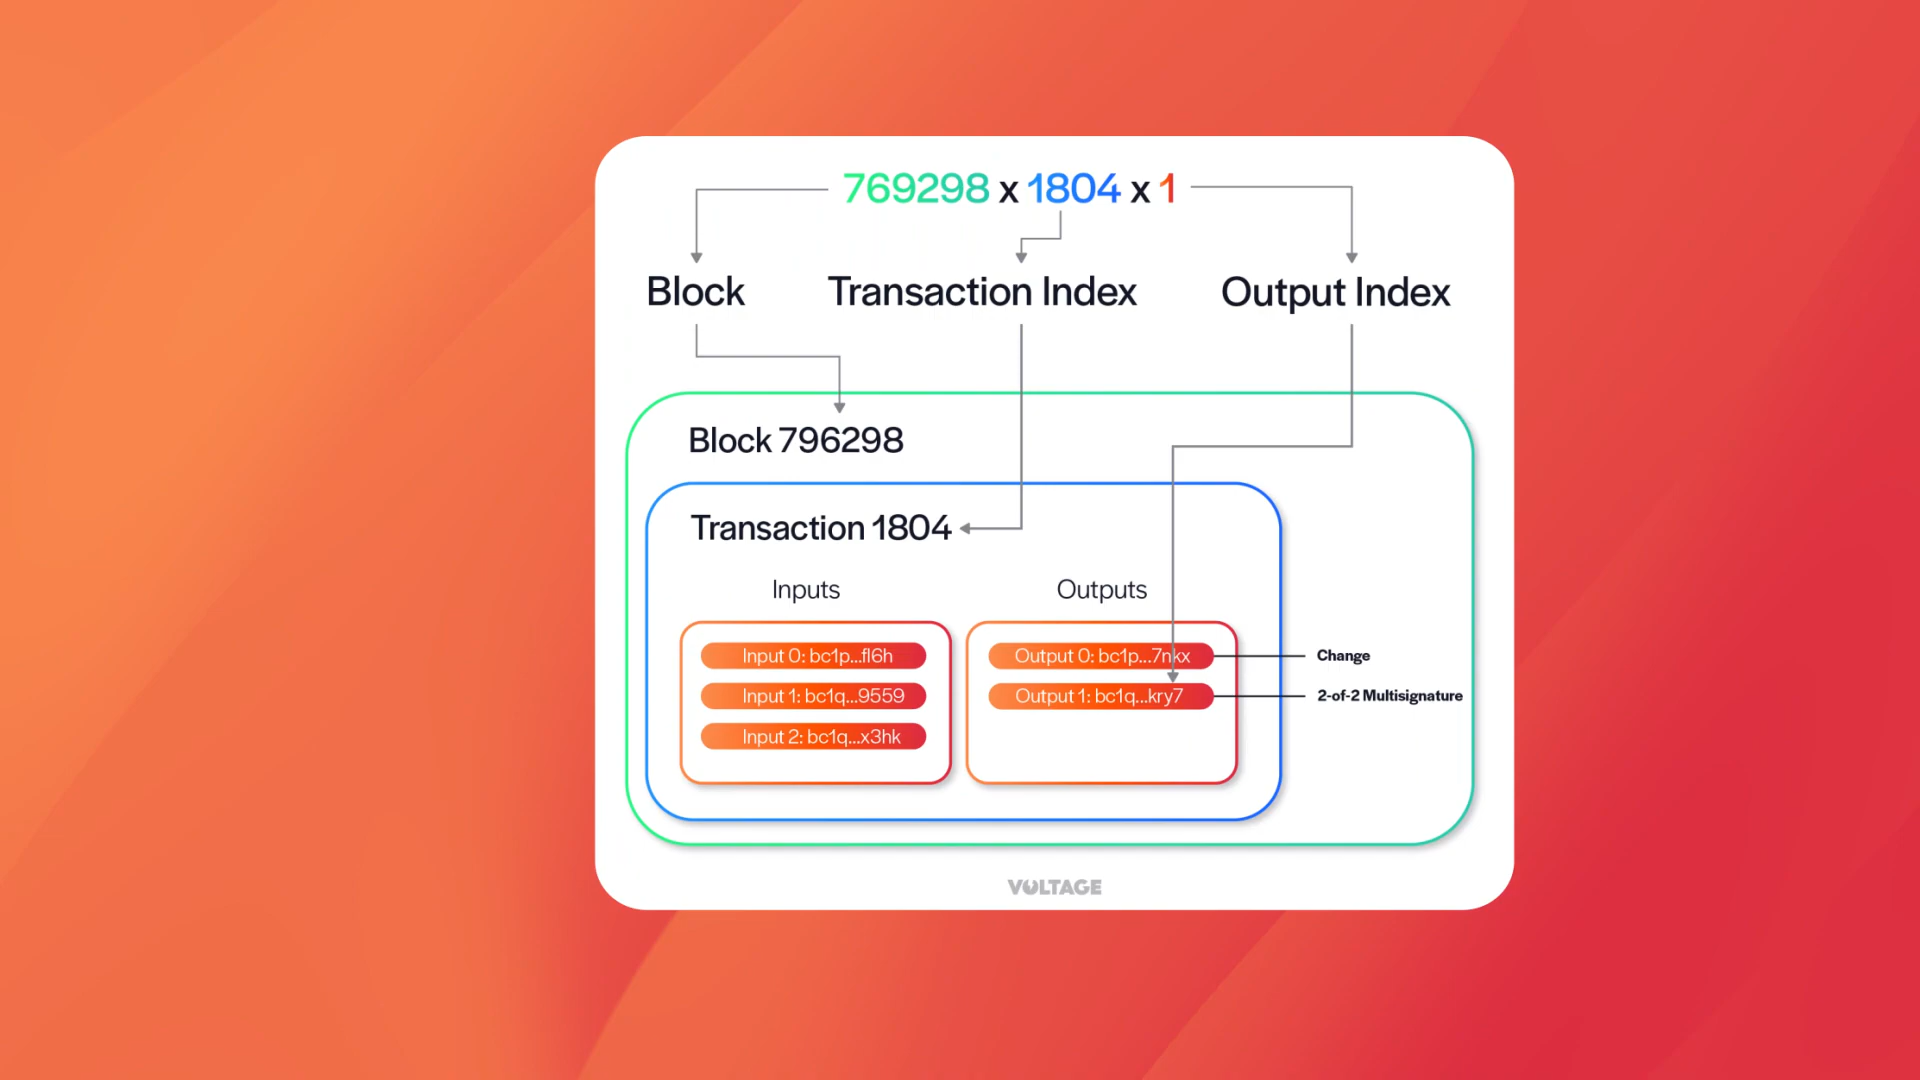 769298 x 1804 x 1
Block
Transaction Index
Output Index
Block 796298
Transaction 1804
Inputs
Outputs
Input 0: bc1p...fl6h
Input 1: bc1q...9559
Input 2: bc1q...x3hk
Output 0: bc1p...7nkx
Output 1: bc1q...kry7
Change
2-of-2 Multisignature
VOLTAGE